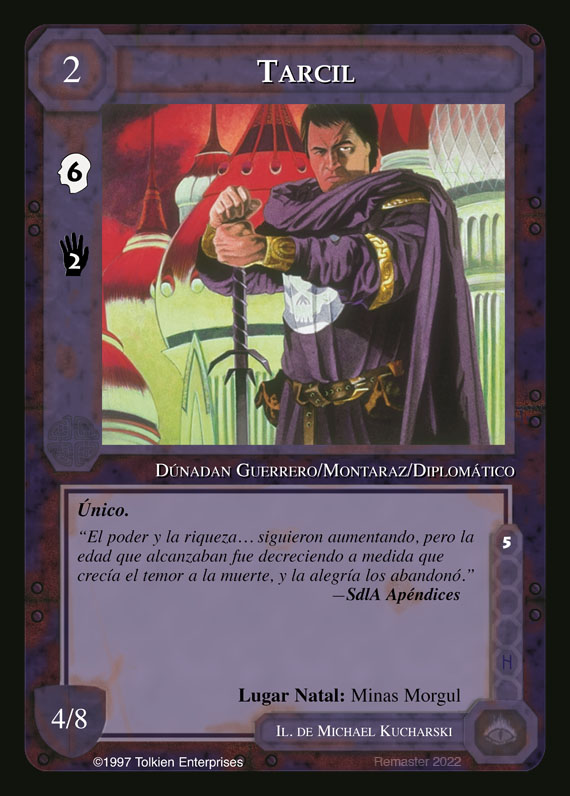 2
Tarcil
6
2
Dúnadan Guerrero/Montaraz/Diplomático
Único.
“El poder y la riqueza… siguieron aumentando, pero la
edad que alcanzaban fue decreciendo a medida que
crecía el temor a la muerte, y la alegría los abandonó.”
—SdlA Apéndices
5
H
Lugar Natal: Minas Morgul
4/8
Il. de Michael Kucharski
©1997 Tolkien Enterprises
Remaster 2022